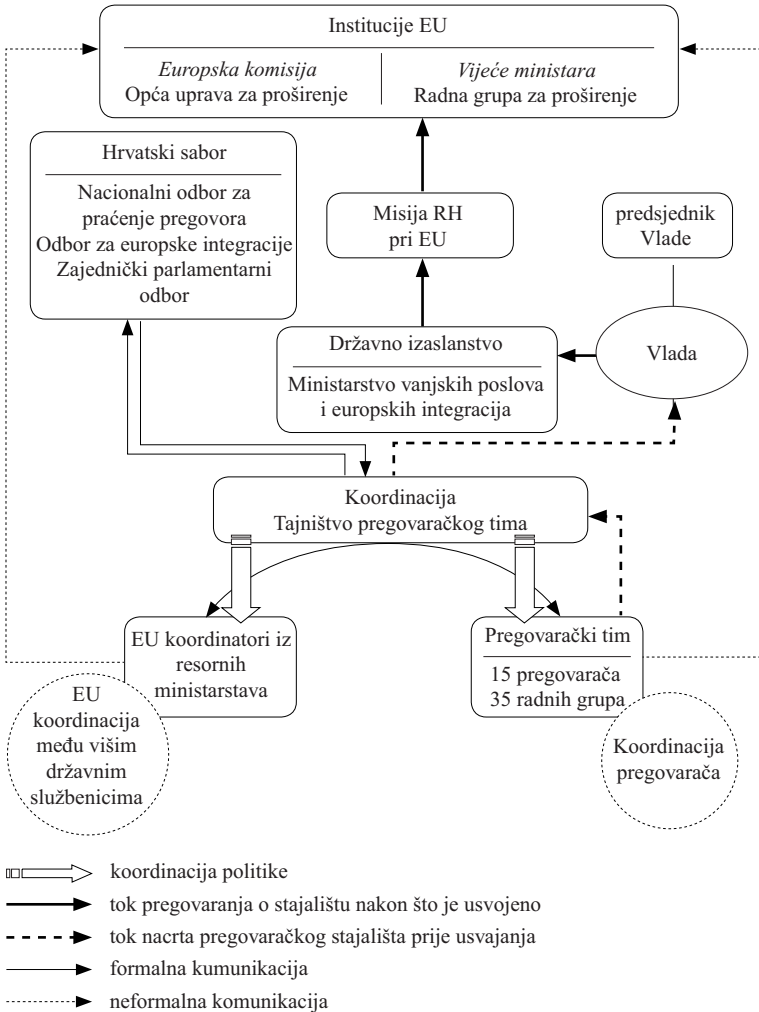 Institucije EU
Europska komisija
Opća uprava za proširenje
Vijeće ministara
Radna grupa za proširenje
Hrvatski sabor
Nacionalni odbor za
praćenje pregovora
Odbor za europske integracije
Zajednički parlamentarni
odbor
Misija RH
pri EU
predsjednik
Vlade
Državno izaslanstvo
Ministarstvo vanjskih poslova
i europskih integracija
Vlada
Koordinacija
Tajništvo pregovaračkog tima
EU koordinatori iz
resornih
ministarstava
Pregovarački tim
15 pregovarača
35 radnih grupa
EU
koordinacija
među višim
državnim
službenicima
Koordinacija
pregovarača
koordinacija politike
tok pregovaranja o stajalištu nakon što je usvojeno
tok nacrta pregovaračkog stajališta prije usvajanja
formalna kumunikacija
neformalna komunikacija